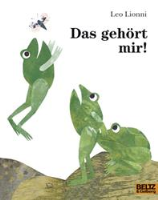 Leo Lionni
Das gehört
mir!
BELTZ
& Gelberg